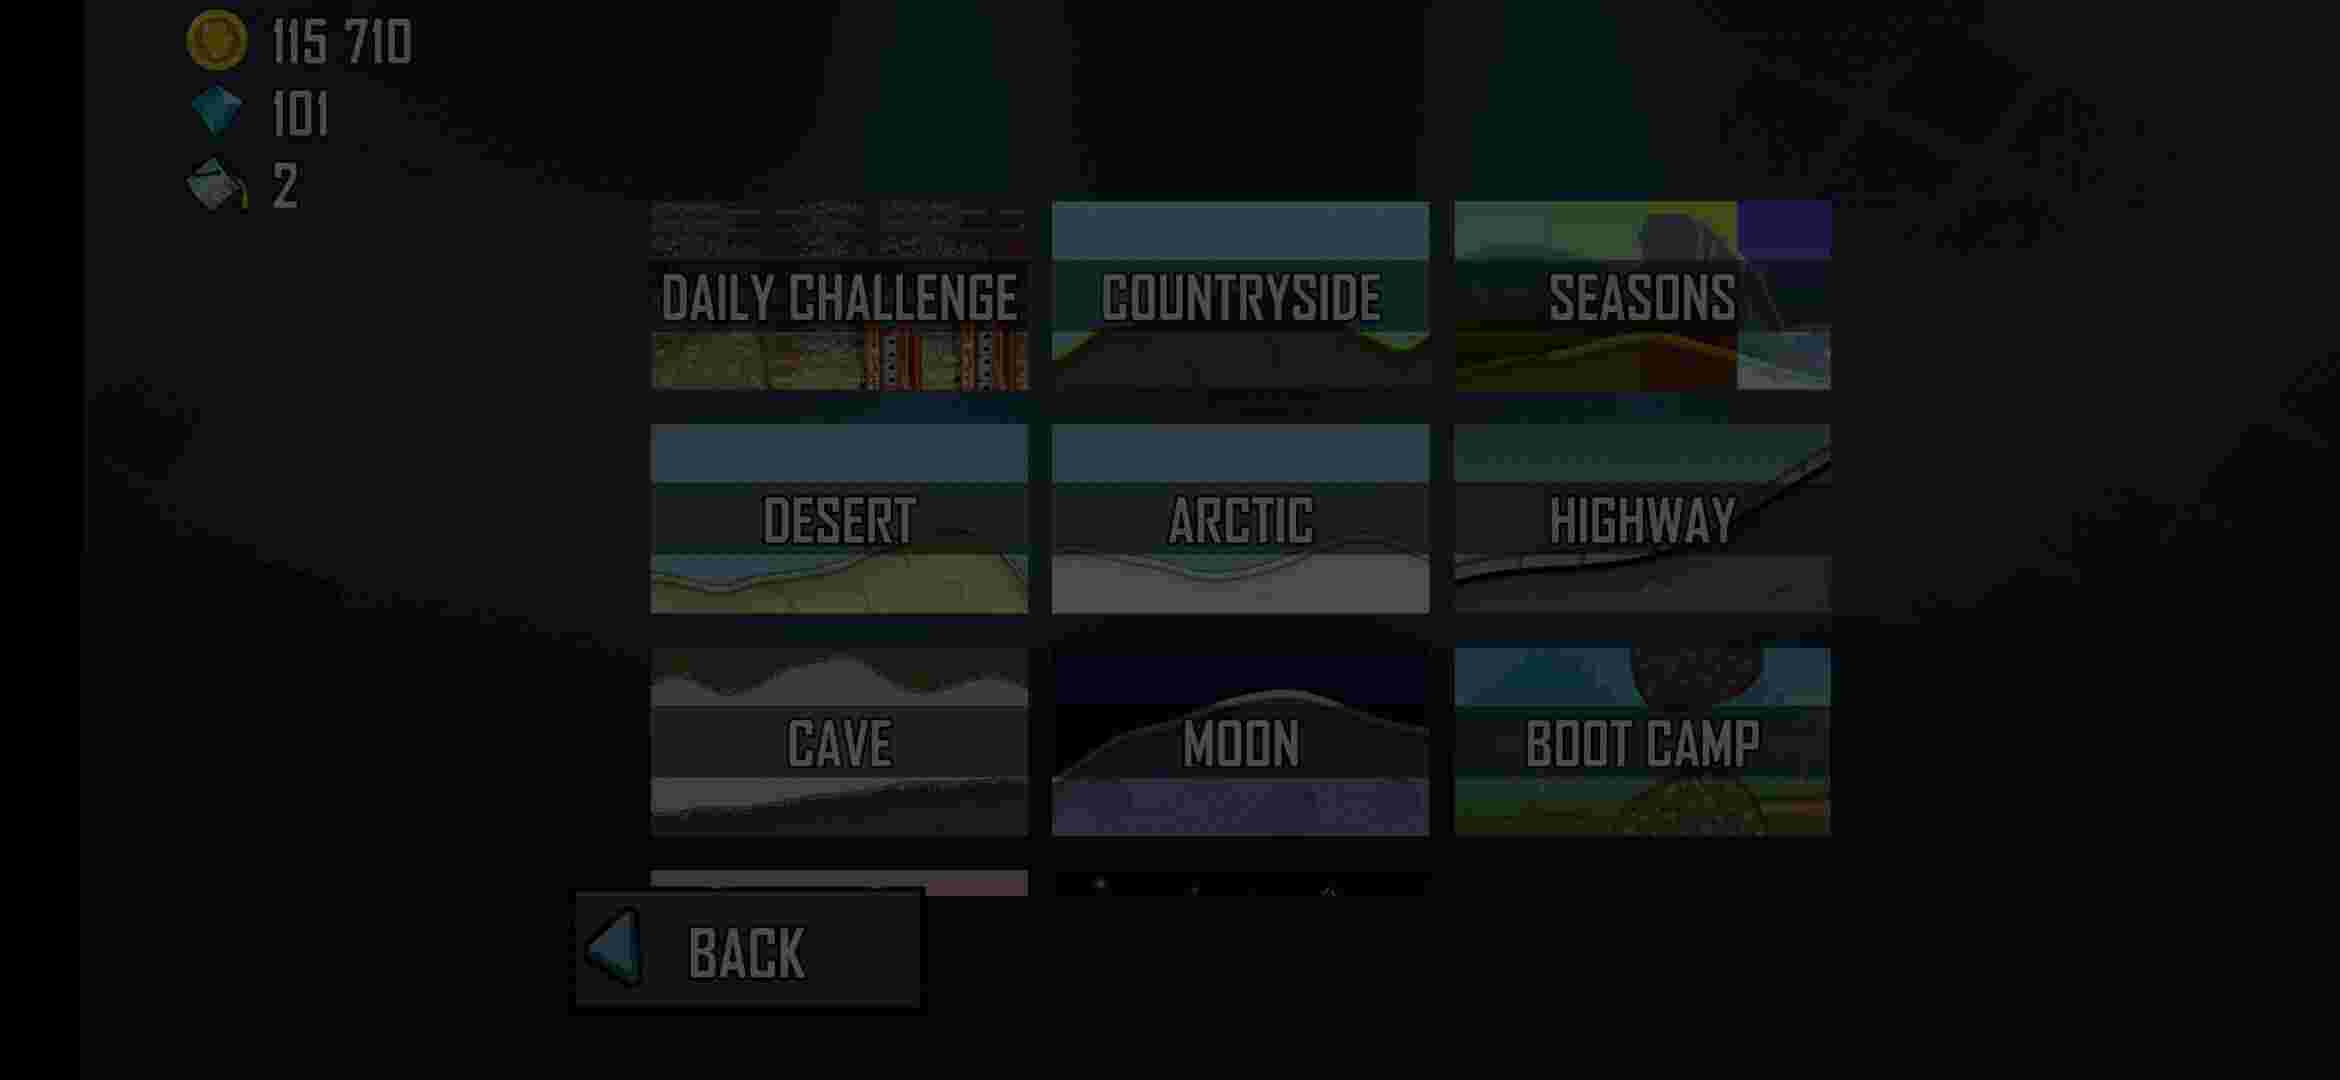 115 710
101
2
DAILY CHALLENGE
COUNTRYSIDE
SEASONS
DESERT
ARCTIC
HIGHWAY
CAVE
MOON
BOOT CAMP
BACK